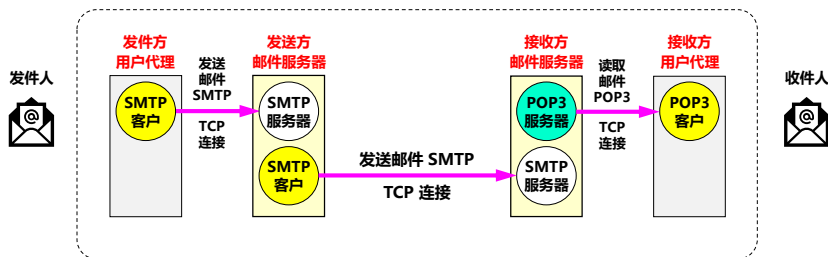 发件人
发件方
用户代理
SMTP
客户
发送
邮件
SMTP
TCP
连接
发送方
邮件服务器
SMTP
服务器
SMTP
客户
发送邮件 SMTP
TCP 连接
接收方
邮件服务器
POP3
服务器
SMTP
服务器
读取
邮件
POP3
TCP
连接
接收方
用户代理
POP3
客户
收件人